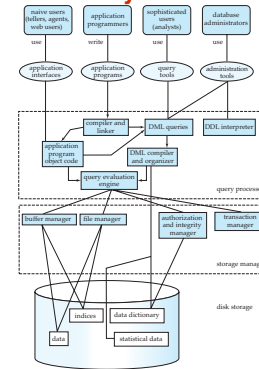 naive users
(tellers, agents,
web users)
application
programmers
sophisticated
users
(analysts)
database
administrators
use
write
use
use
application
interfaces
application
programs
query
tools
administration
tools
compiler and
linker
DML queries
DDL interpreter
application
program
object code
DML compiler
and organizer
query evaluation
engine
query process
buffer manager
file manager
authorization
and integrity
manager
transaction
manager
storage manag
disk storage
indices
data dictionary
data
statistical data